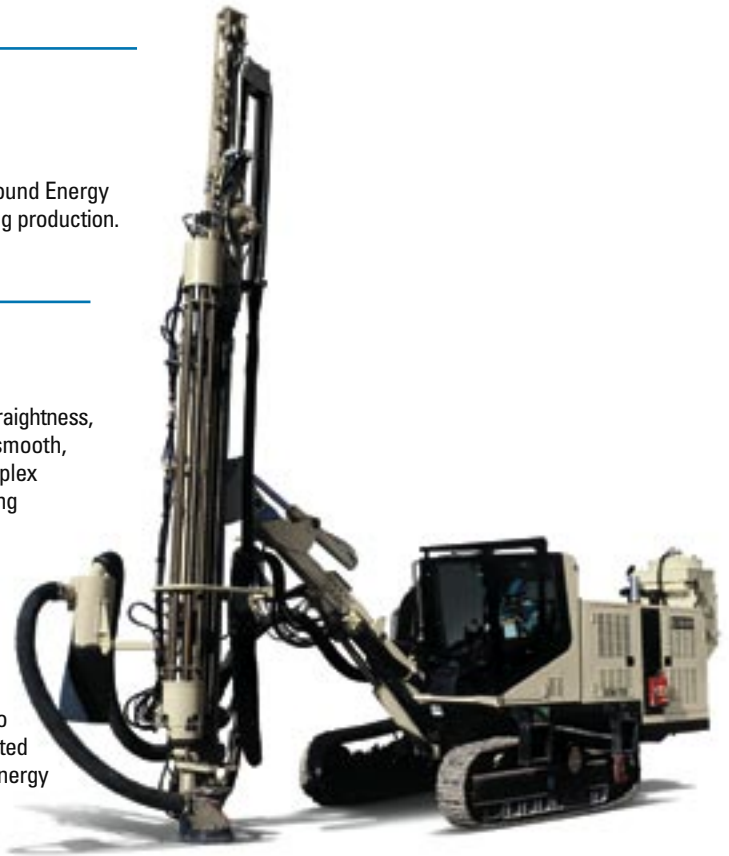 ound Energy
g production.
raightness,
smooth,
plex
ng
o
ted
nergy